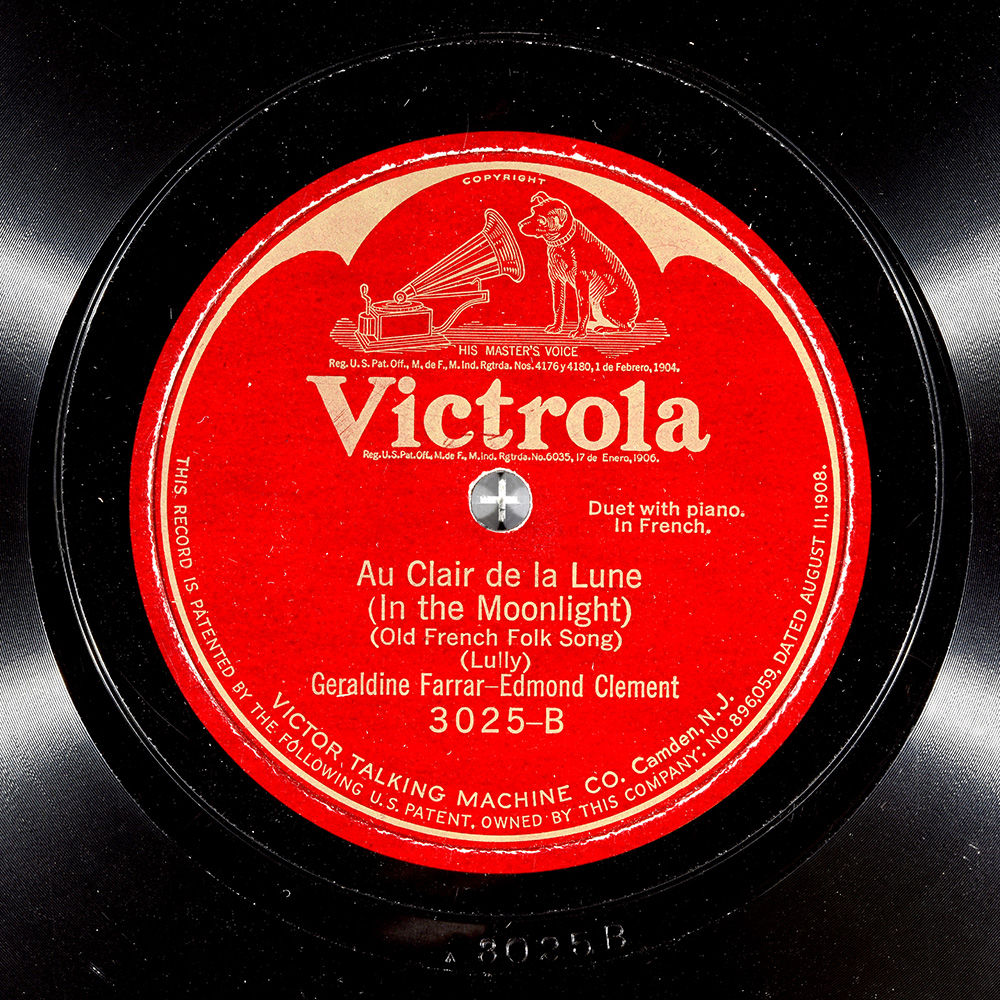 COPYRIGHT
HIS MASTER'S VOICE
Reg. U.S. Pat. Off., M. de F., M. Ind. Rgtrda. Nos. 4176 y 4180, 1 de Febrero, 1904.
Victrola
Reg. U.S. Pat. Off. M. de F. M. Ind. Rgtrda. No. 6035, 17 de Enero, 1906.
Duet with piano.
In French.
Au Clair de la Lune
(In the Moonlight)
(Old French Folk Song)
(Lully)
Geraldine Farrar–Edmond Clement
3025–B
VICTOR TALKING MACHINE CO. Camden, N.J.
THIS RECORD IS PATENTED BY THE FOLLOWING U.S. PATENT, OWNED BY THIS COMPANY: NO. 896,059, DATED AUGUST 11, 1908.
3025 B